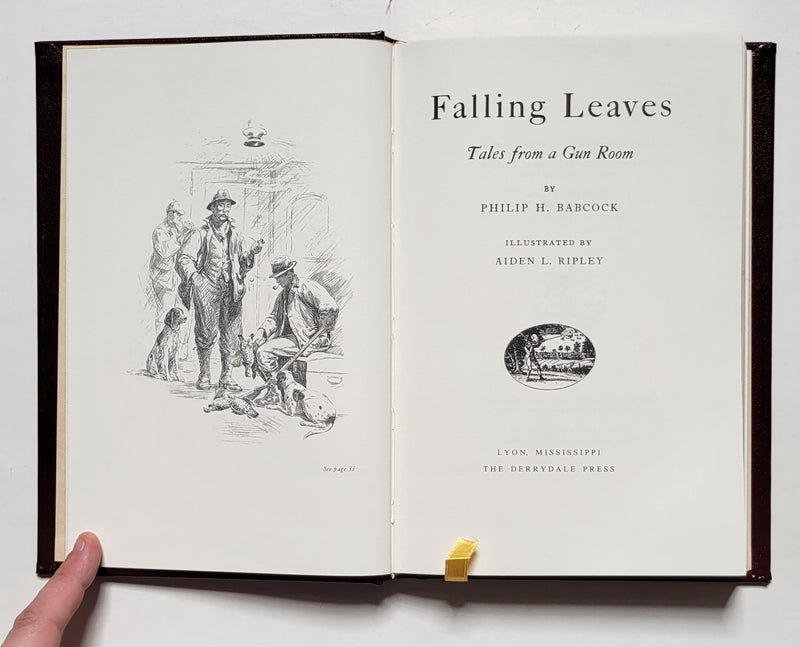 See page 33
Falling Leaves
Tales from a Gun Room
BY
PHILIP H. BABCOCK
ILLUSTRATED BY
AIDEN L. RIPLEY
LYON, MISSISSIPPI
THE DERRYDALE PRESS